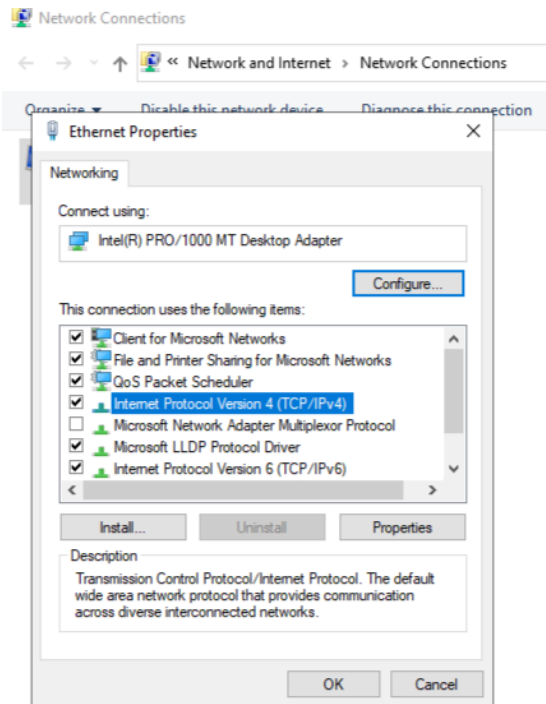 Network Connections
« Network and Internet > Network Connections
Organize Disable this network device Diagnose this connection
Ethernet Properties
Networking
Connect using:
Intel(R) PRO/1000 MT Desktop Adapter
Configure...
This connection uses the following items:
Client for Microsoft Networks
File and Printer Sharing for Microsoft Networks
QoS Packet Scheduler
Internet Protocol Version 4 (TCP/IPv4)
Microsoft Network Adapter Multiplexor Protocol
Microsoft LLDP Protocol Driver
Internet Protocol Version 6 (TCP/IPv6)
Install... Uninstall Properties
Description
Transmission Control Protocol/Internet Protocol. The default
wide area network protocol that provides communication
across diverse interconnected networks.
OK Cancel